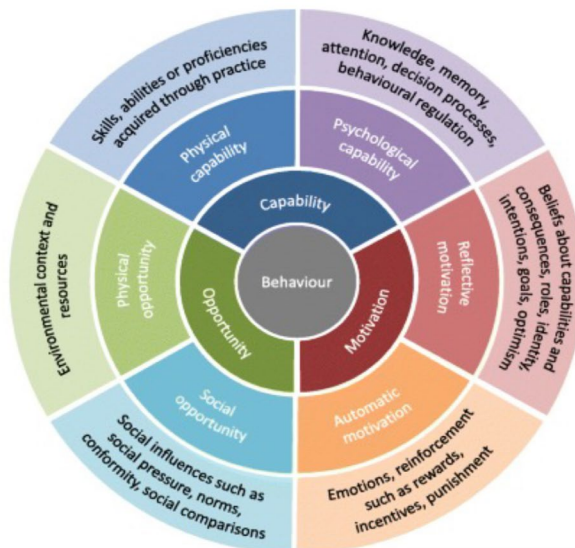 Behaviour
Capability
Motivation
Opportunity
Physical
capability
Psychological
capability
Reflective
motivation
Automatic
motivation
Social
opportunity
Physical
opportunity
Skills, abilities or proficiencies
acquired through practice
Knowledge, memory,
attention, decision processes,
behavioural regulation
Beliefs about capabilities and
consequences, roles, identity,
intentions, goals, optimism
Emotions, reinforcement
such as rewards,
incentives, punishment
Social influences such as
social pressure, norms,
conformity, social comparisons
Environmental context and
resources